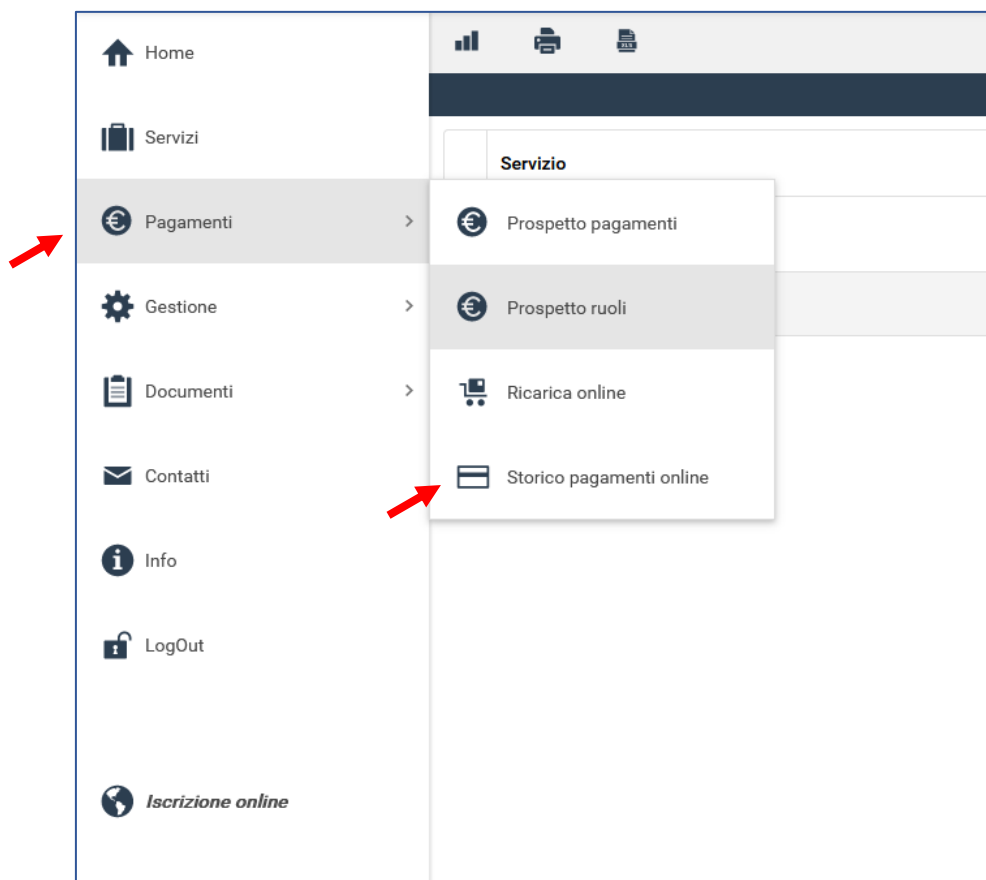 Home
Servizi
Pagamenti
Gestione
Documenti
Contatti
Info
LogOut
Iscrizione online
XLS
Servizio
Prospetto pagamenti
Prospetto ruoli
Ricarica online
Storico pagamenti online